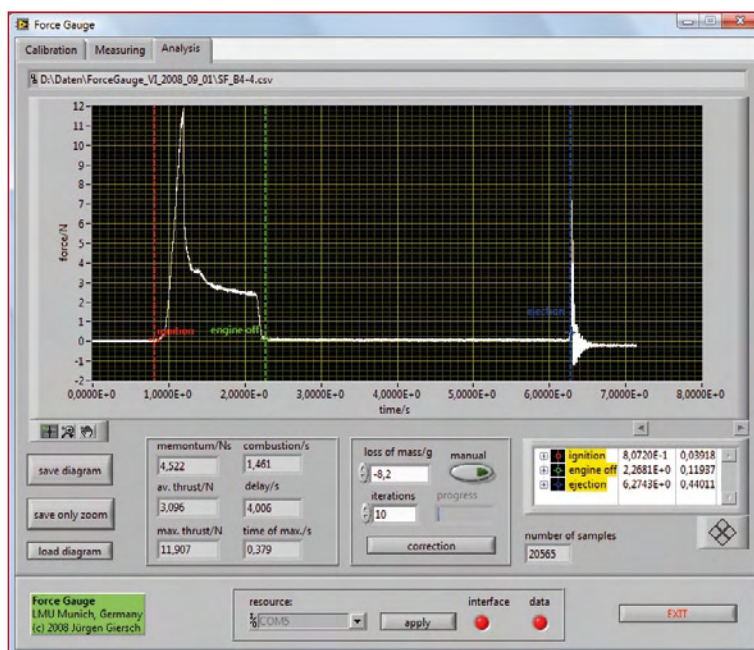 Force Gauge
Calibration Measuring Analysis
D:\Daten\ForceGauge_VI_2008_09_01\SF_B4-4.csv
12
11
10
9
8
7
6
5
4
3
2
1
0
-1
-2
force/N
ignition
engine off
ejection
0,0000E+0 1,0000E+0 2,0000E+0 3,0000E+0 4,0000E+0 5,0000E+0 6,0000E+0 7,0000E+0 8,0000E+0
time/s
save diagram
save only zoom
load diagram
memontum/Ns combustion/s
4,522 1,461
av. thrust/N delay/s
3,096 4,006
max. thrust/N time of max./s
11,907 0,379
loss of mass/g manual
-8,2
iterations progress
10
correction
ignition 8,0720E-1 0,03918
engine off 2,2681E+0 0,11937
ejection 6,2743E+0 0,44011
number of samples
20565
Force Gauge
LMU Munich, Germany
(c) 2008 Jürgen Giersch
resource: interface data
COM5 apply
EXIT